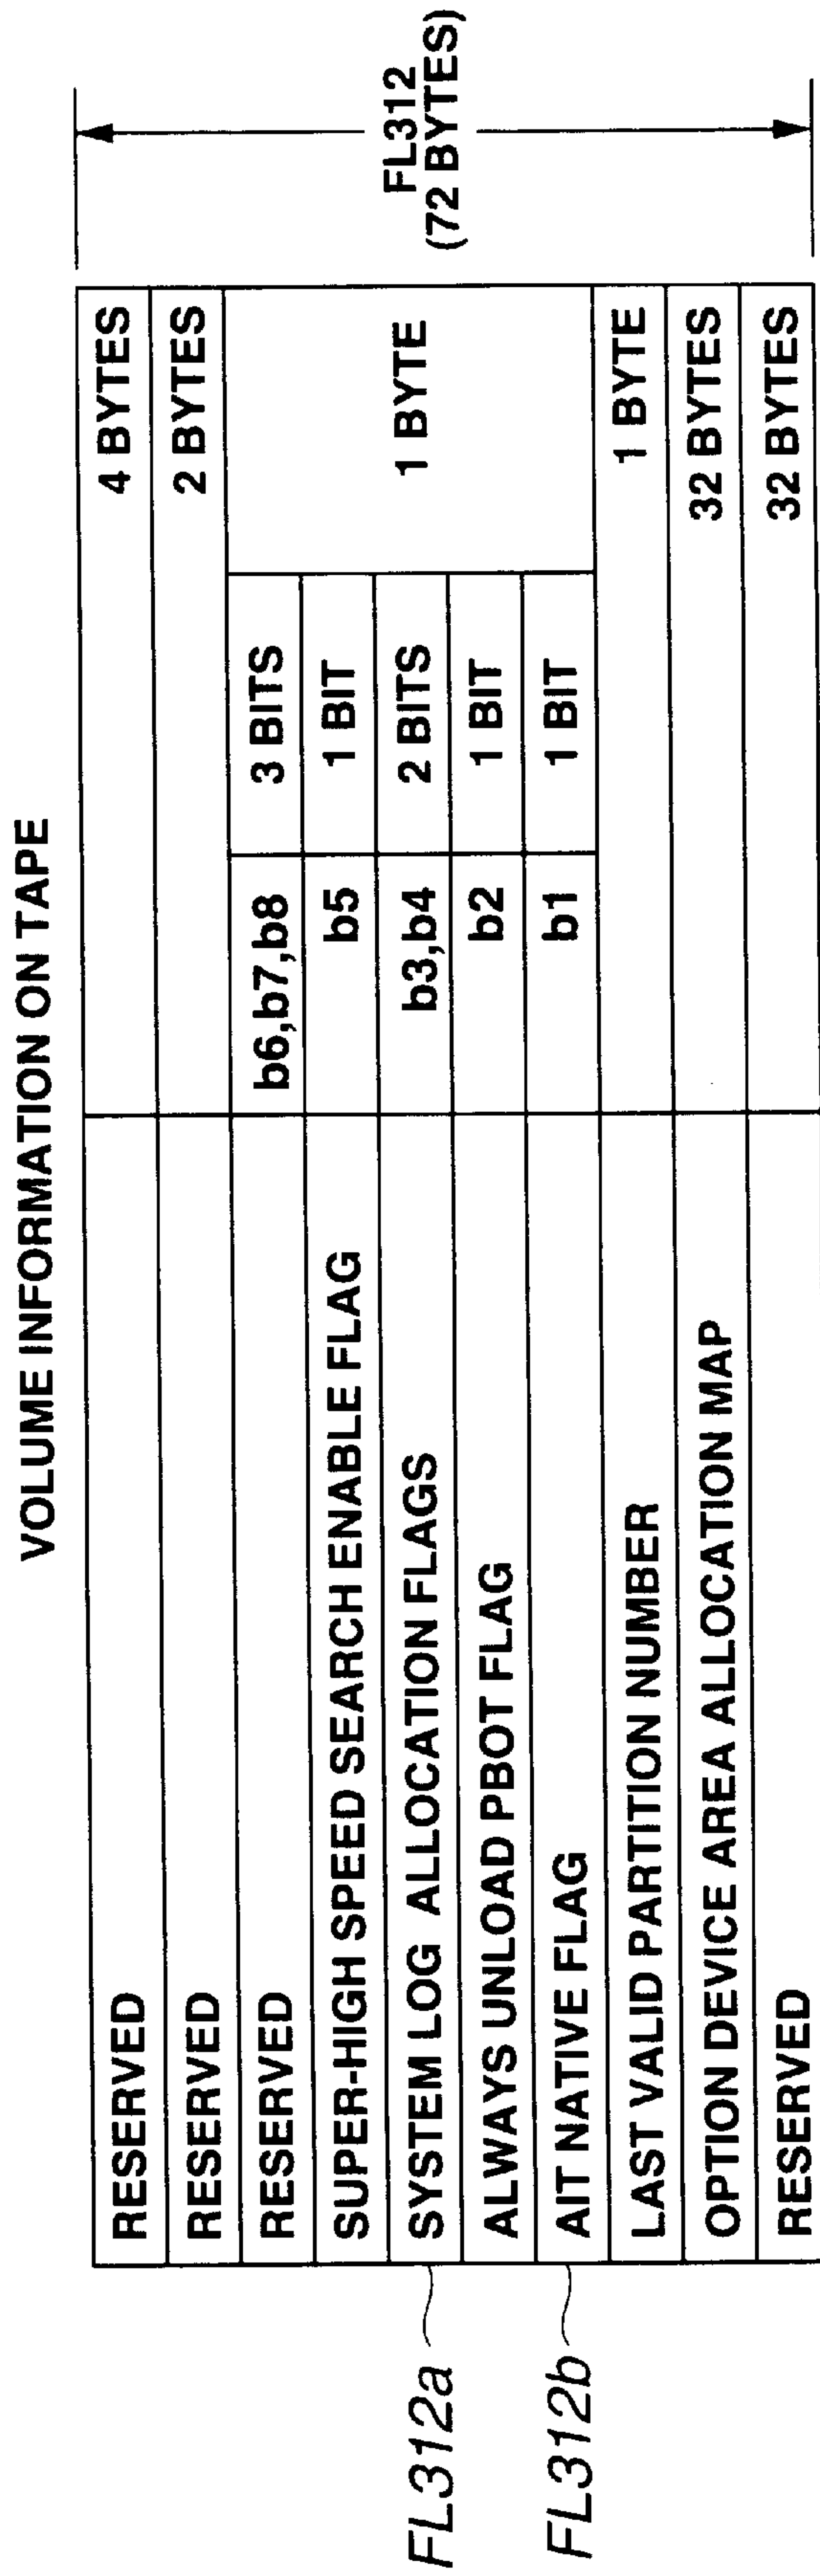 VOLUME INFORMATION ON TAPE
RESERVED 4 BYTES
RESERVED 2 BYTES
RESERVED b6,b7,b8 3 BITS
SUPER-HIGH SPEED SEARCH ENABLE FLAG b5 1 BIT
FL312a SYSTEM LOG ALLOCATION FLAGS b3,b4 2 BITS 1 BYTE
ALWAYS UNLOAD PBOT FLAG b2 1 BIT
FL312b AIT NATIVE FLAG b1 1 BIT
LAST VALID PARTITION NUMBER 1 BYTE
OPTION DEVICE AREA ALLOCATION MAP 32 BYTES
RESERVED 32 BYTES
FL312
(72 BYTES)